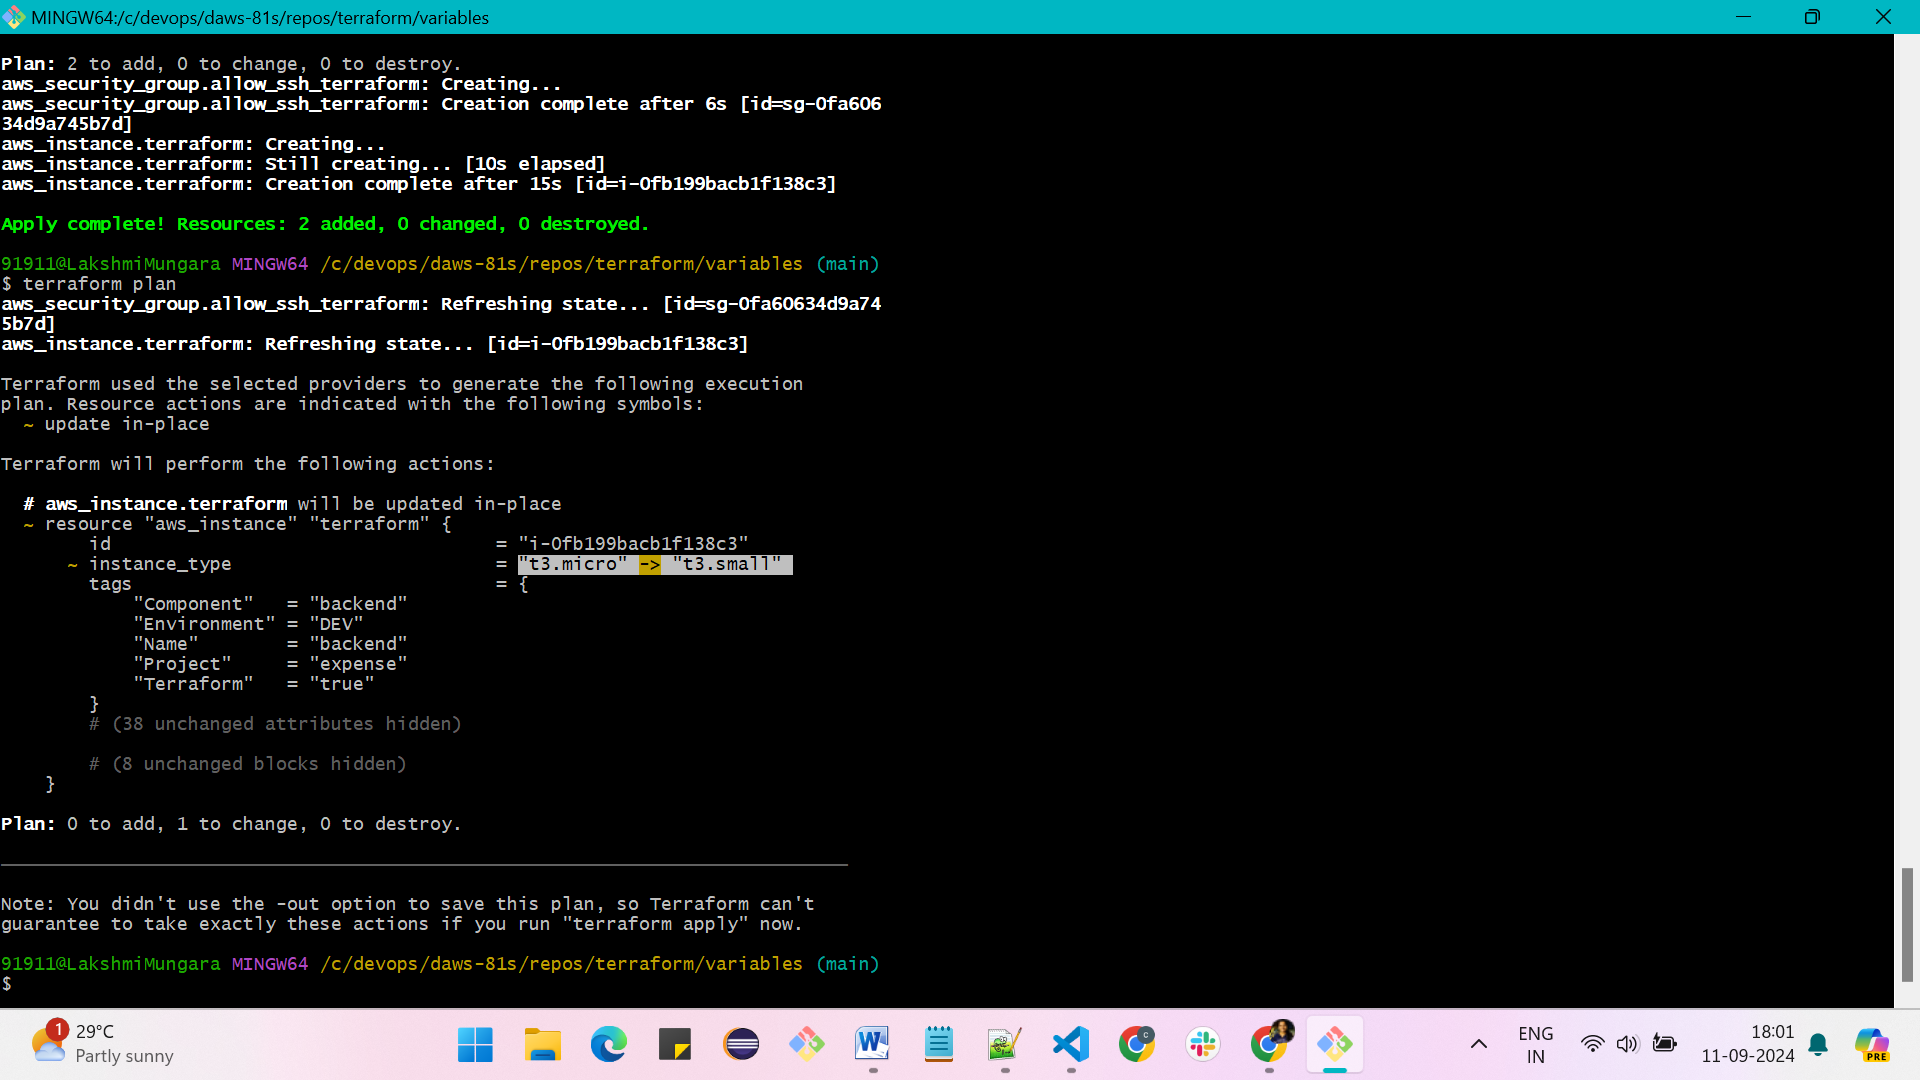 MINGW64:/c/devops/daws-81s/repos/terraform/variables
Plan: 2 to add, 0 to change, 0 to destroy.
aws_security_group.allow_ssh_terraform: Creating...
aws_security_group.allow_ssh_terraform: Creation complete after 6s [id=sg-0fa606
34d9a745b7d]
aws_instance.terraform: Creating...
aws_instance.terraform: Still creating... [10s elapsed]
aws_instance.terraform: Creation complete after 15s [id=i-0fb199bacb1f138c3]
Apply complete! Resources: 2 added, 0 changed, 0 destroyed.
91911@LakshmiMungara MINGW64 /c/devops/daws-81s/repos/terraform/variables (main)
$ terraform plan
aws_security_group.allow_ssh_terraform: Refreshing state... [id=sg-0fa60634d9a74
5b7d]
aws_instance.terraform: Refreshing state... [id=i-0fb199bacb1f138c3]
Terraform used the selected providers to generate the following execution
plan. Resource actions are indicated with the following symbols:
  ~ update in-place
Terraform will perform the following actions:
  # aws_instance.terraform will be updated in-place
  ~ resource "aws_instance" "terraform" {
        id                                   = "i-0fb199bacb1f138c3"
      ~ instance_type                        = "t3.micro" -> "t3.small"
        tags                                 = {
            "Component"   = "backend"
            "Environment" = "DEV"
            "Name"        = "backend"
            "Project"     = "expense"
            "Terraform"   = "true"
        }
        # (38 unchanged attributes hidden)
        # (8 unchanged blocks hidden)
    }
Plan: 0 to add, 1 to change, 0 to destroy.
Note: You didn't use the -out option to save this plan, so Terraform can't
guarantee to take exactly these actions if you run "terraform apply" now.
91911@LakshmiMungara MINGW64 /c/devops/daws-81s/repos/terraform/variables (main)
$
1
29°C
Partly sunny
W
C
ENG
IN
18:01
11-09-2024
PRE